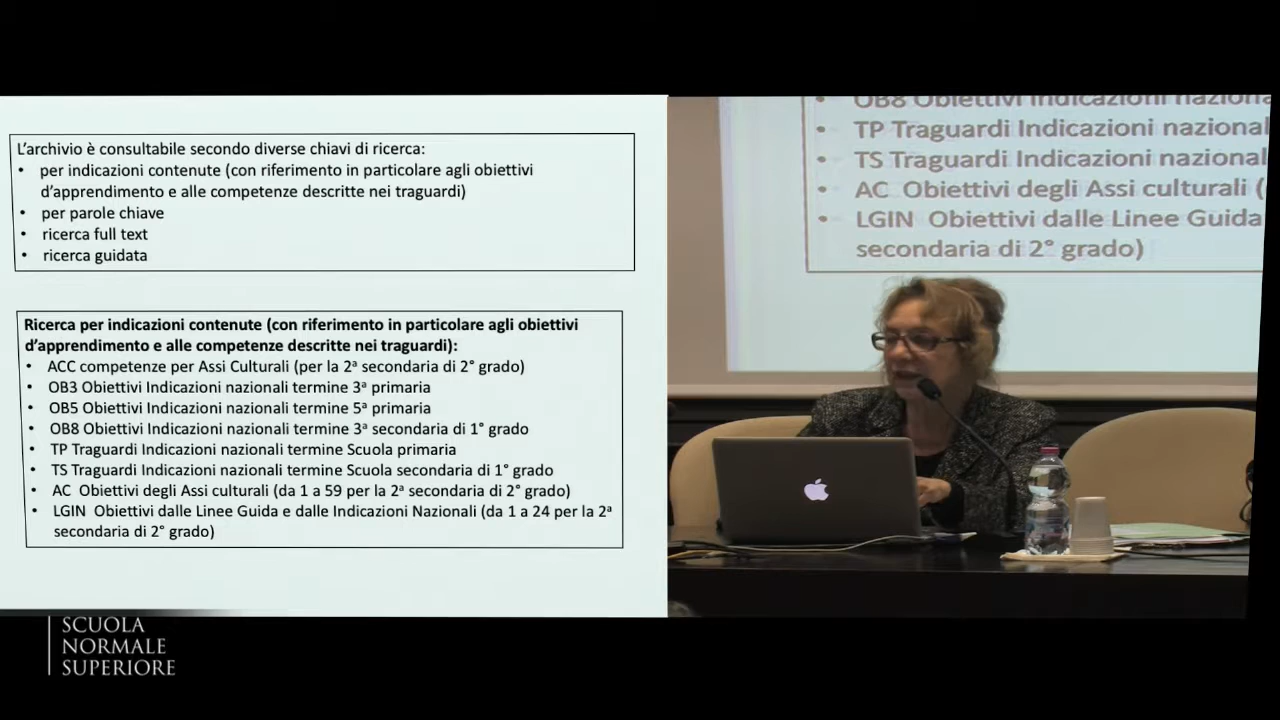 L’archivio è consultabile secondo diverse chiavi di ricerca:
• per indicazioni contenute (con riferimento in particolare agli obiettivi
d’apprendimento e alle competenze descritte nei traguardi)
• per parole chiave
• ricerca full text
• ricerca guidata
Ricerca per indicazioni contenute (con riferimento in particolare agli obiettivi
d’apprendimento e alle competenze descritte nei traguardi):
• ACC competenze per Assi Culturali (per la 2ª secondaria di 2° grado)
• OB3 Obiettivi Indicazioni nazionali termine 3ª primaria
• OB5 Obiettivi Indicazioni nazionali termine 5ª primaria
• OB8 Obiettivi Indicazioni nazionali termine 3ª secondaria di 1° grado
• TP Traguardi Indicazioni nazionali termine Scuola primaria
• TS Traguardi Indicazioni nazionali termine Scuola secondaria di 1° grado
• AC Obiettivi degli Assi culturali (da 1 a 59 per la 2ª secondaria di 2° grado)
• LGIN Obiettivi dalle Linee Guida e dalle Indicazioni Nazionali (da 1 a 24 per la 2ª
secondaria di 2° grado)
• OB8 Obiettivi Indicazioni naziona
• TP Traguardi Indicazioni nazional
• TS Traguardi Indicazioni nazional
• AC Obiettivi degli Assi culturali (
• LGIN Obiettivi dalle Linee Guida
secondaria di 2° grado)
SCUOLA
NORMALE
SUPERIORE